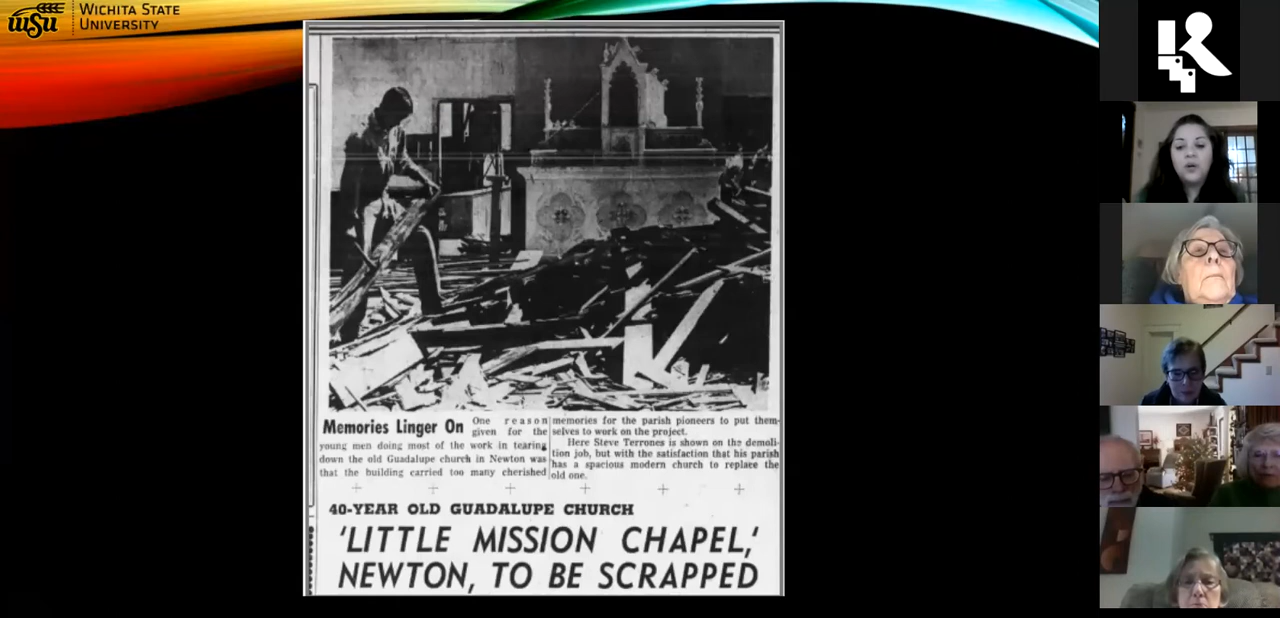 WICHITA STATE
UNIVERSITY
wsu
Memories Linger On
One reason
given for the
young men doing most of the work in tearing
down the old Guadalupe church in Newton was
that the building carried too many cherished
memories for the parish pioneers to put them-
selves to work on the project.
Here Steve Terrones is shown on the demoli-
tion job, but with the satisfaction that his parish
has a spacious modern church to replace the
old one.
40-YEAR OLD GUADALUPE CHURCH
'LITTLE MISSION CHAPEL,'
NEWTON, TO BE SCRAPPED